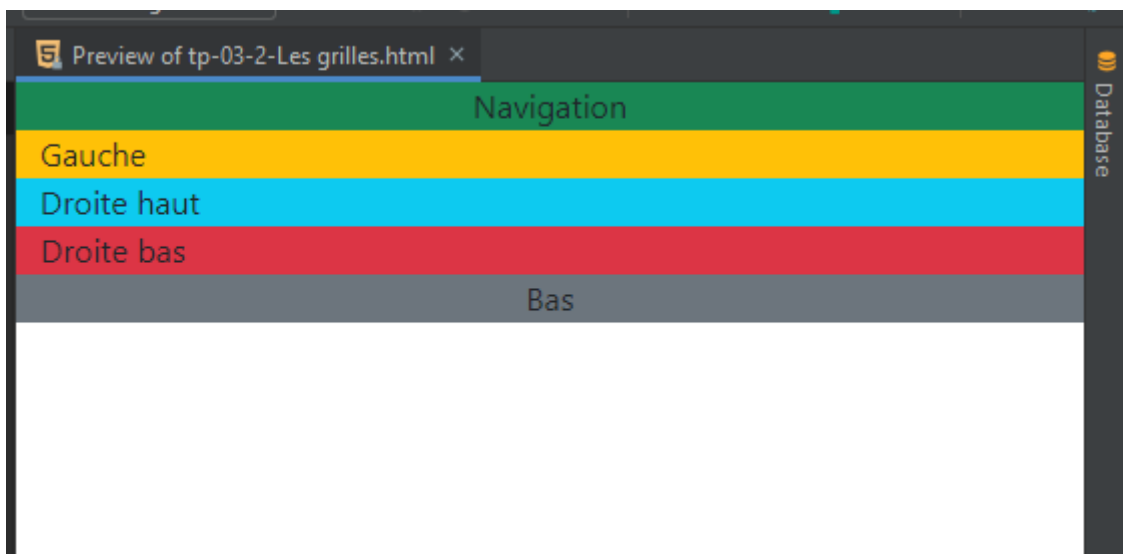 Preview of tp-03-2-Les grilles.html
Database
Navigation
Gauche
Droite haut
Droite bas
Bas